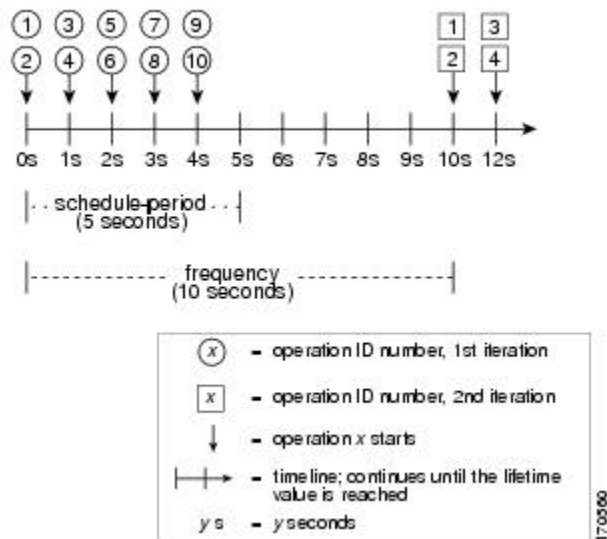 1 3 5 7 9 1 3
2 4 6 8 10 2 4
0s 1s 2s 3s 4s 5s 6s 7s 8s 9s 10s 12s
schedule-period
(5 seconds)
frequency
(10 seconds)
x = operation ID number, 1st iteration
x = operation ID number, 2nd iteration
= operation x starts
= timeline; continues until the lifetime
value is reached
y s = y seconds
170560